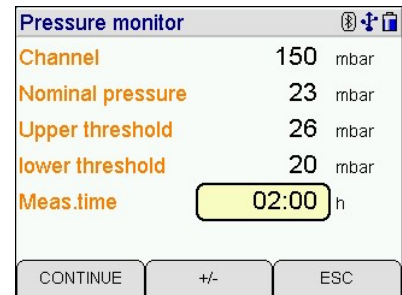 Pressure monitor
Channel 150 mbar
Nominal pressure 23 mbar
Upper threshold 26 mbar
lower threshold 20 mbar
Meas.time 02:00 h
CONTINUE +/- ESC